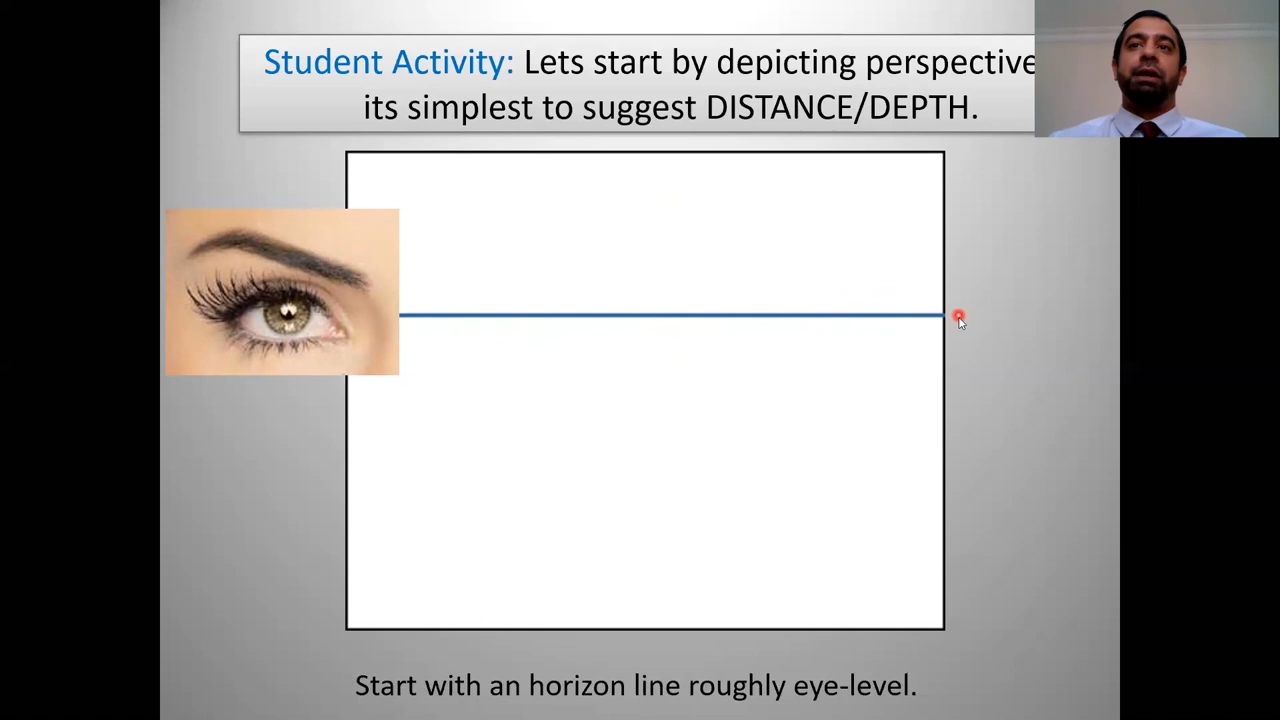 Student Activity: Lets start by depicting perspective
its simplest to suggest DISTANCE/DEPTH.
Start with an horizon line roughly eye-level.